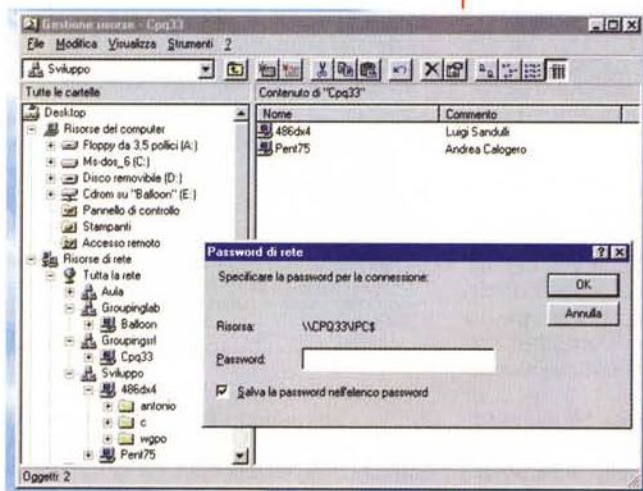 Gestione risorse - Cpq33
File Modifica Visualizza Strumenti ?
Sviluppo
Tutte le cartelle
Contenuto di "Cpq33"
Desktop
Risorse del computer
Floppy da 3,5 pollici (A:)
Ms-dos_6 (C:)
Disco removibile (D:)
Cdrom su "Balloon" (E:)
Pannello di controllo
Stampanti
Accesso remoto
Risorse di rete
Tutta la rete
Aula
Groupinglab
Balloon
Groupingsrl
Cpq33
Sviluppo
486dx4
antonio
c
wgpo
Pent75
Nome Commento
486dx4 Luigi Sandulli
Pent75 Andrea Calogero
Password di rete
Specificare la password per la connessione:
OK
Annulla
Risorsa: \\CPQ33\IPC$
Password:
Salva la password nell'elenco password
Oggetti: 2